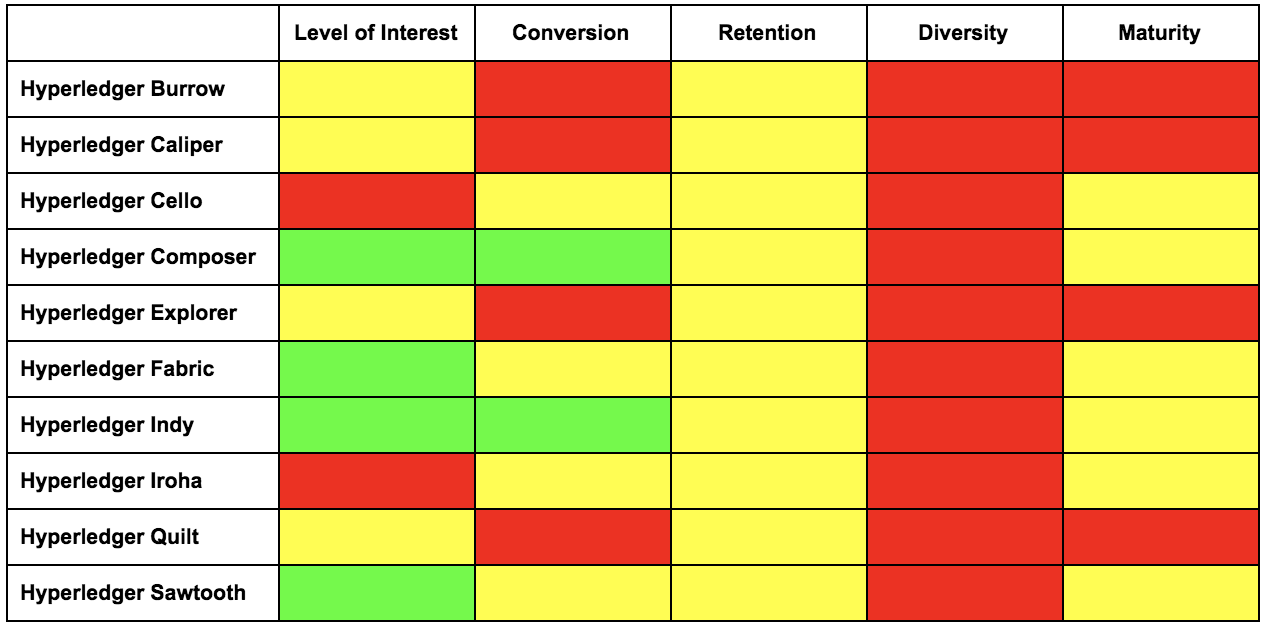 Level of Interest Conversion Retention Diversity Maturity
Hyperledger Burrow
Hyperledger Caliper
Hyperledger Cello
Hyperledger Composer
Hyperledger Explorer
Hyperledger Fabric
Hyperledger Indy
Hyperledger Iroha
Hyperledger Quilt
Hyperledger Sawtooth